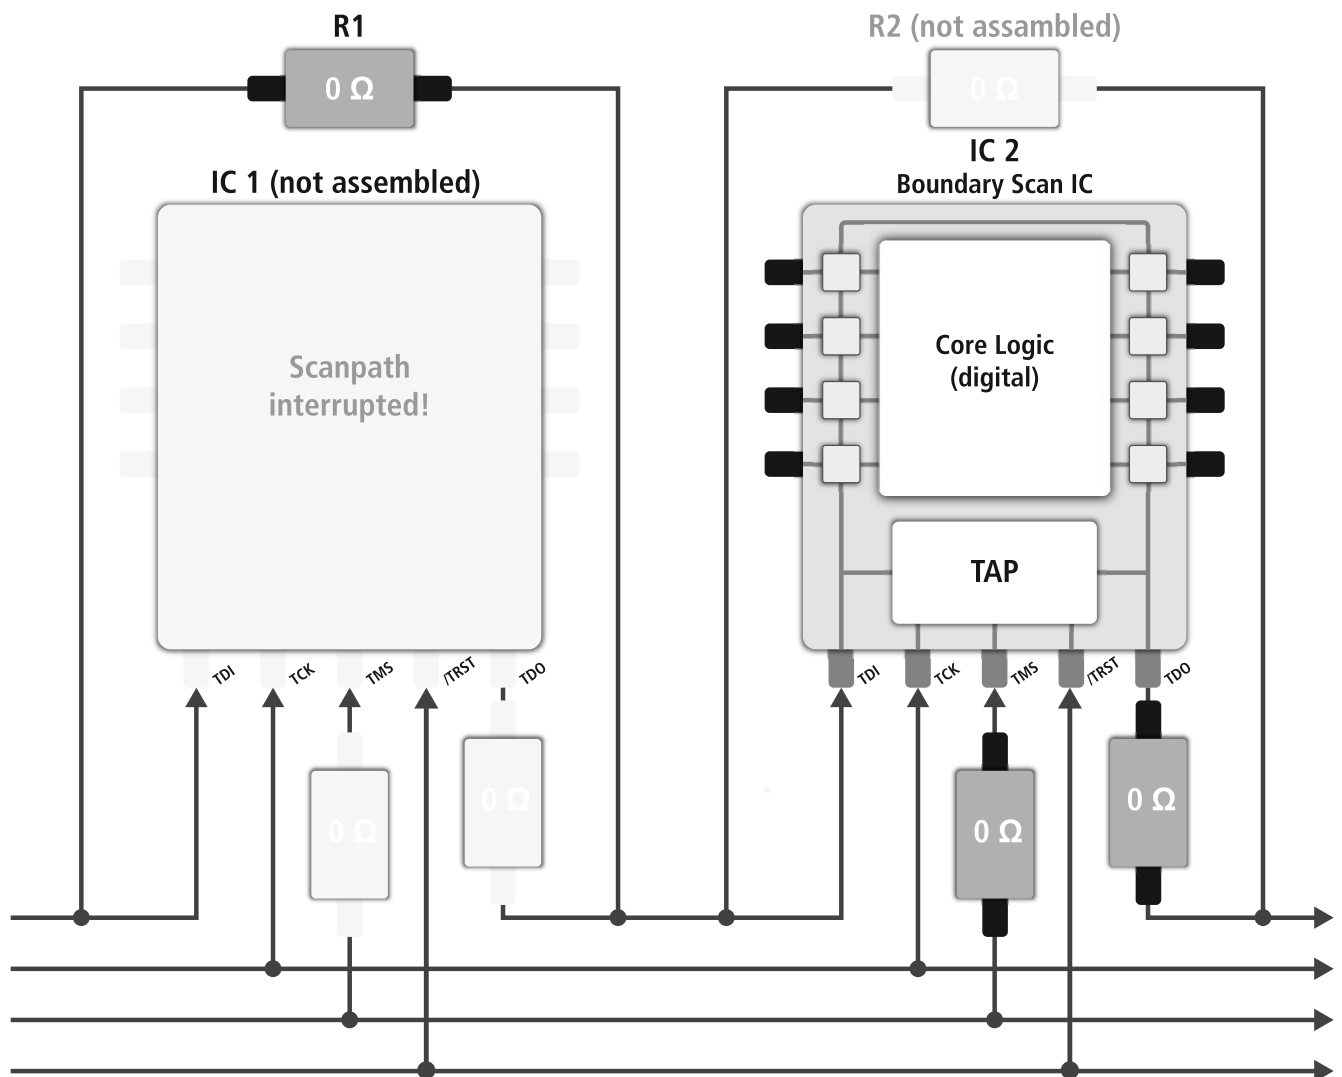 R1
0 Ω
R2 (not assambled)
0 Ω
IC 1 (not assembled)
IC 2
Boundary Scan IC
Scanpath
interrupted!
Core Logic
(digital)
TAP
TDI
TCK
TMS
/TRST
TDO
TDI
TCK
TMS
/TRST
TDO
0 Ω
0 Ω
0 Ω
0 Ω